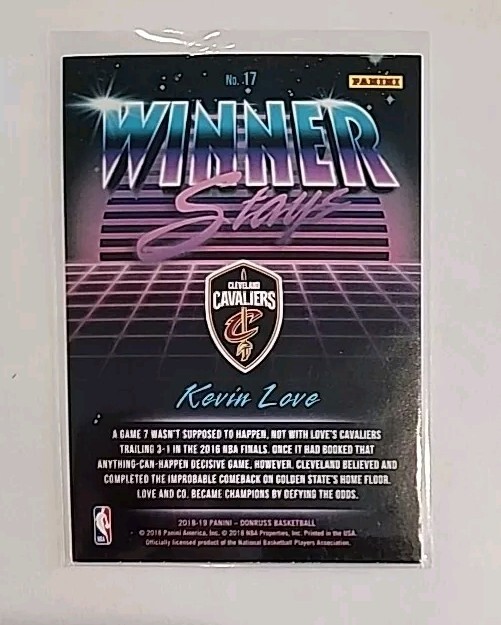 No. 17
PANINI
WINNER
Stays
CLEVELAND
CAVALIERS
C
Kevin Love
A GAME 7 WASN'T SUPPOSED TO HAPPEN, NOT WITH LOVE'S CAVALIERS
TRAILING 3-1 IN THE 2016 NBA FINALS. ONCE IT HAD BOOKED THAT
ANYTHING-CAN-HAPPEN DECISIVE GAME, HOWEVER, CLEVELAND BELIEVED AND
COMPLETED THE IMPROBABLE COMEBACK ON GOLDEN STATE'S HOME FLOOR.
LOVE AND CO. BECAME CHAMPIONS BY DEFYING THE ODDS.
2018-19 PANINI – DONRUSS BASKETBALL
© 2018 Panini America, Inc. © 2018 NBA Properties, Inc. Printed in the USA.
Officially licensed product of the National Basketball Players Association.
NBA